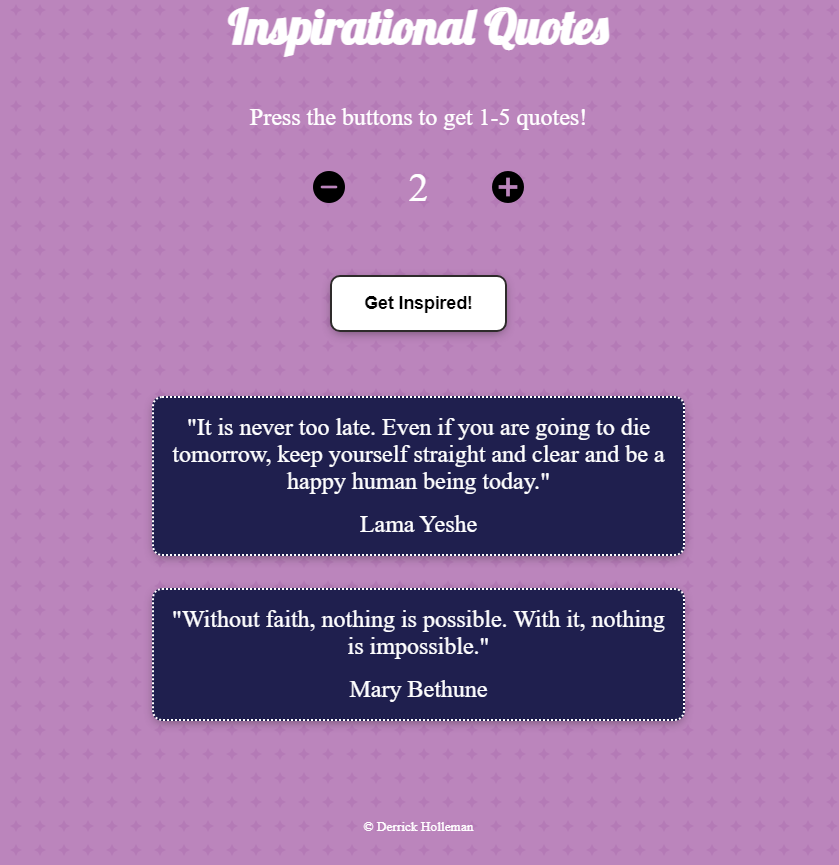 Inspirational Quotes
Press the buttons to get 1-5 quotes!
2
Get Inspired!
"It is never too late. Even if you are going to die
tomorrow, keep yourself straight and clear and be a
happy human being today."
Lama Yeshe
"Without faith, nothing is possible. With it, nothing
is impossible."
Mary Bethune
© Derrick Holleman